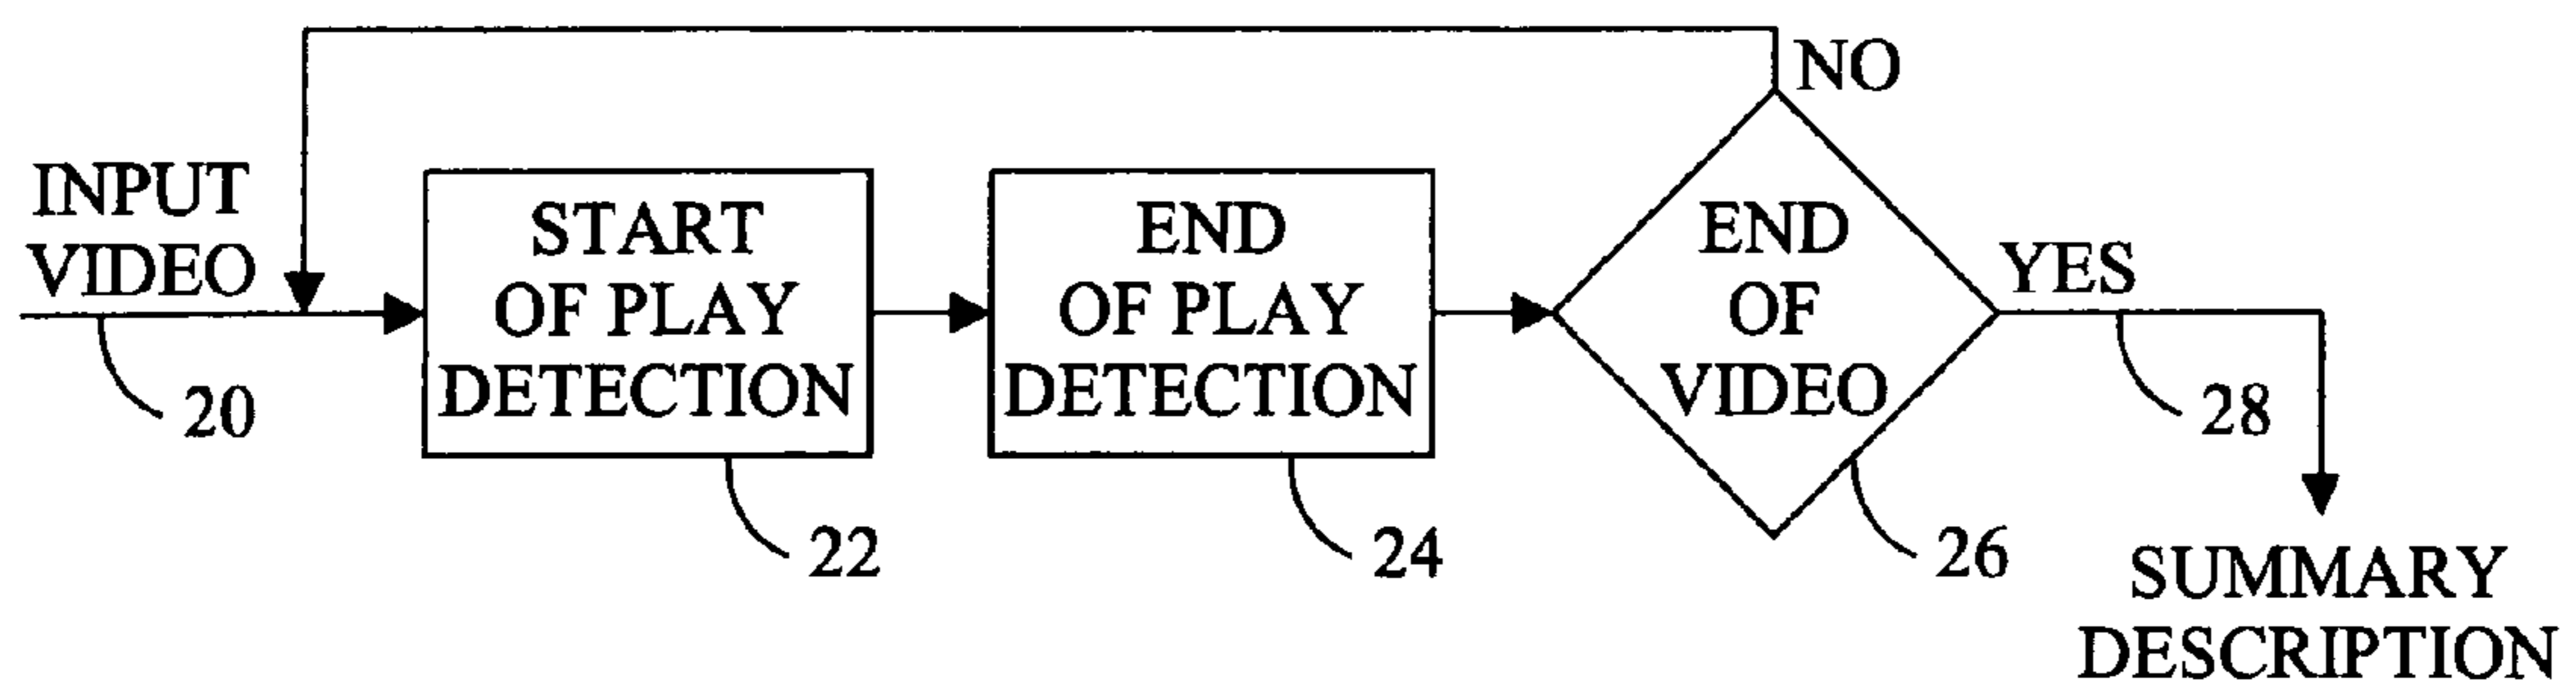 NO
INPUT
VIDEO
20
START
OF PLAY
DETECTION
22
END
OF PLAY
DETECTION
24
END
OF
VIDEO
26
YES
28
SUMMARY
DESCRIPTION